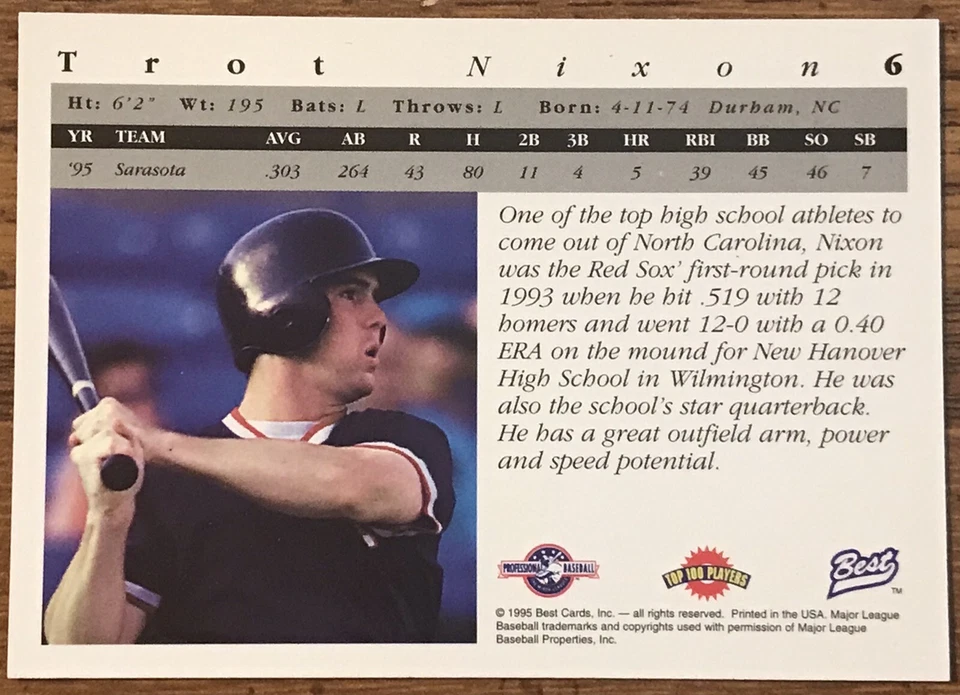 Trot Nixon 6
Ht: 6'2" Wt: 195 Bats: L Throws: L Born: 4-11-74 Durham, NC
YR TEAM AVG AB R H 2B 3B HR RBI BB SO SB
'95 Sarasota .303 264 43 80 11 4 5 39 45 46 7
One of the top high school athletes to
come out of North Carolina, Nixon
was the Red Sox' first-round pick in
1993 when he hit .519 with 12
homers and went 12-0 with a 0.40
ERA on the mound for New Hanover
High School in Wilmington. He was
also the school's star quarterback.
He has a great outfield arm, power
and speed potential.
PROFESSIONAL BASEBALL
TOP 100 PLAYERS
Best TM
© 1995 Best Cards, Inc. — all rights reserved. Printed in the USA. Major League
Baseball trademarks and copyrights used with permission of Major League
Baseball Properties, Inc.